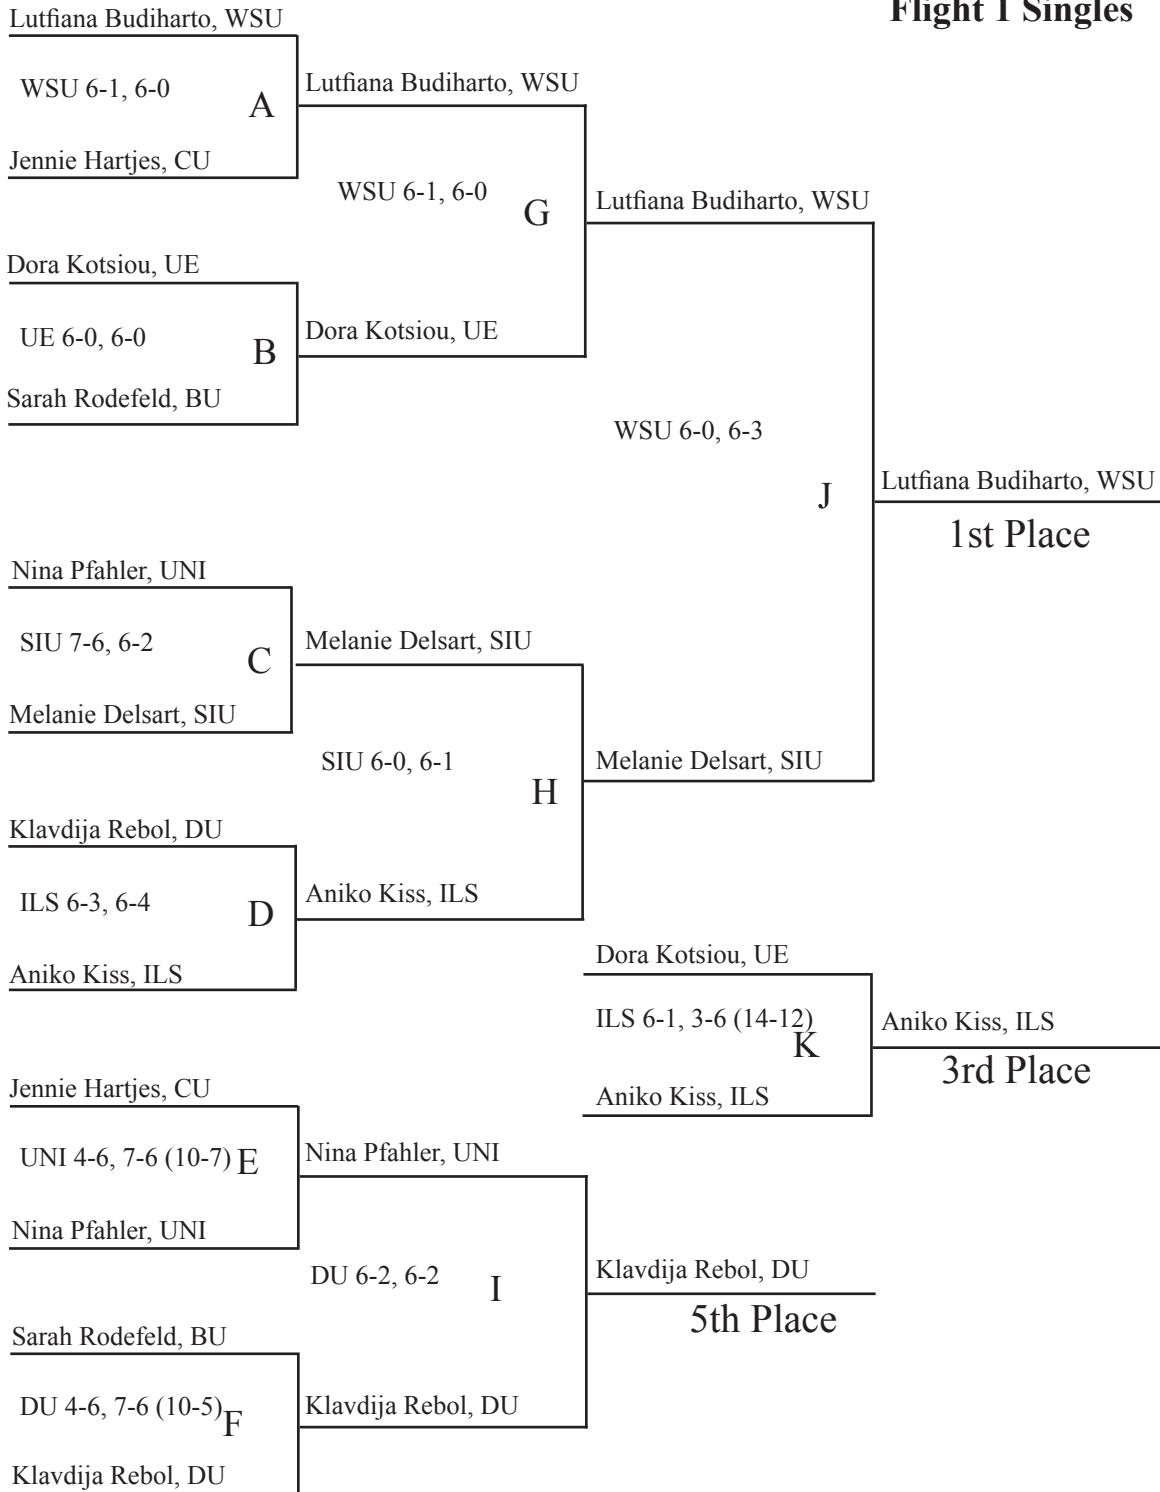 Flight 1 Singles
Lutfiana Budiharto, WSU
WSU 6-1, 6-0
A
Jennie Hartjes, CU
Lutfiana Budiharto, WSU
WSU 6-1, 6-0
G
Lutfiana Budiharto, WSU
Dora Kotsiou, UE
UE 6-0, 6-0
B
Sarah Rodefeld, BU
Dora Kotsiou, UE
WSU 6-0, 6-3
J
Lutfiana Budiharto, WSU
1st Place
Nina Pfahler, UNI
SIU 7-6, 6-2
C
Melanie Delsart, SIU
Melanie Delsart, SIU
SIU 6-0, 6-1
H
Melanie Delsart, SIU
Klavdija Rebol, DU
ILS 6-3, 6-4
D
Aniko Kiss, ILS
Aniko Kiss, ILS
Dora Kotsiou, UE
ILS 6-1, 3-6 (14-12)
K
Aniko Kiss, ILS
Aniko Kiss, ILS
3rd Place
Jennie Hartjes, CU
UNI 4-6, 7-6 (10-7)
E
Nina Pfahler, UNI
Nina Pfahler, UNI
DU 6-2, 6-2
I
Klavdija Rebol, DU
5th Place
Sarah Rodefeld, BU
DU 4-6, 7-6 (10-5)
F
Klavdija Rebol, DU
Klavdija Rebol, DU